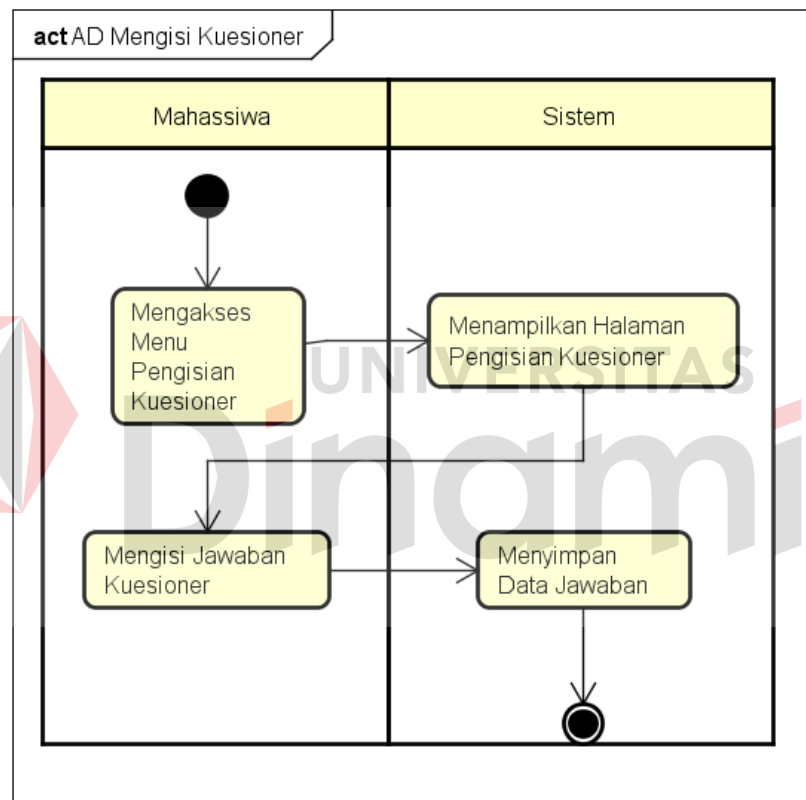 act AD Mengisi Kuesioner
Mahassiwa
Sistem
Mengakses
Menu
Pengisian
Kuesioner
Menampilkan Halaman
Pengisian Kuesioner
UNIVERSITAS
Dinami
Mengisi Jawaban
Kuesioner
Menyimpan
Data Jawaban